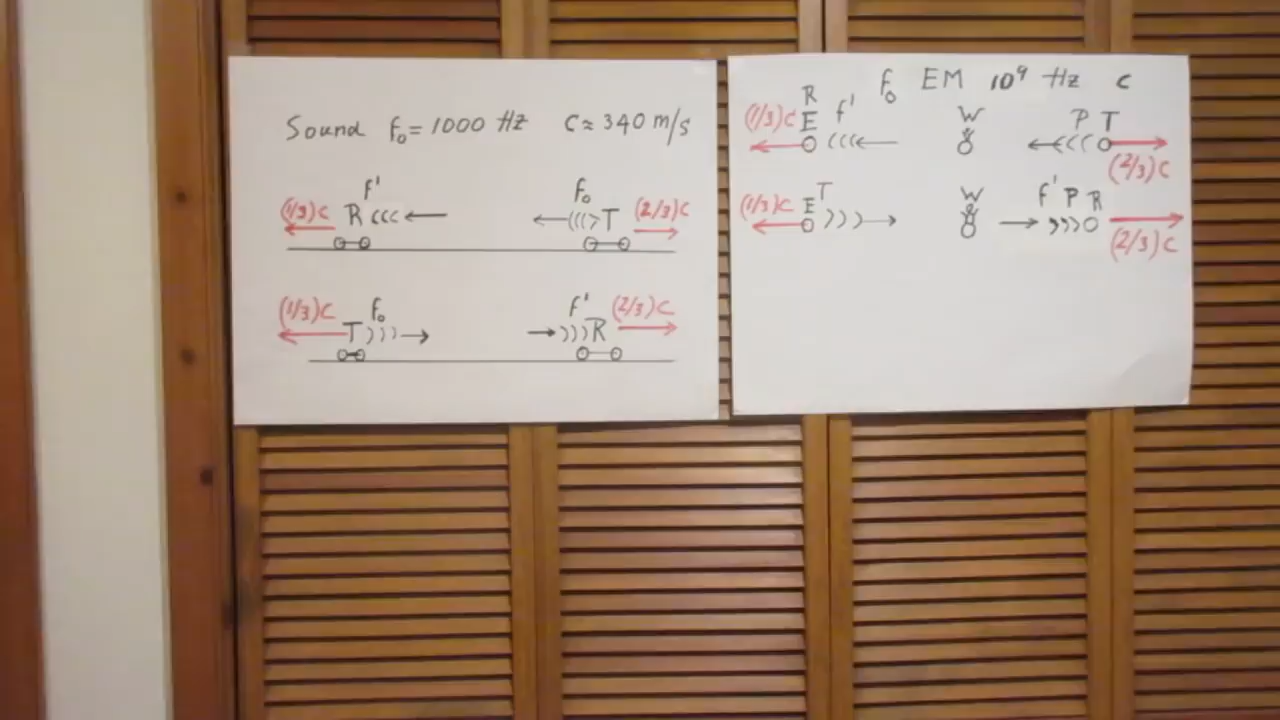 Sound f₀ = 1000 Hz C ≈ 340 m/s
f' f₀
(1/3)C R T (2/3)C
(1/3)C f₀ f' (2/3)C
T R
f₀ EM 10⁹ Hz C
R
(1/3)C E f' W P T
(2/3)C
(1/3)C E T W f' P R
(2/3)C